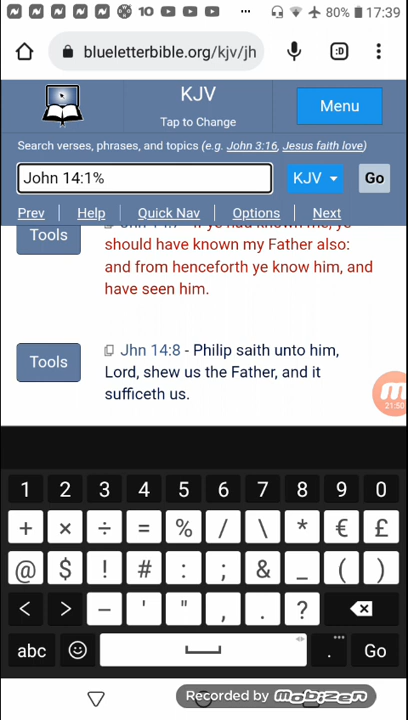 10 ... 80% 17:39
blueletterbible.org/kjv/jh :D
KJV
Tap to Change
Menu
Search verses, phrases, and topics (e.g. John 3:16, Jesus faith love)
John 14:1% KJV Go
Prev Help Quick Nav Options Next
Tools
should have known my Father also:
and from henceforth ye know him, and
have seen him.
Tools
Jhn 14:8 - Philip saith unto him,
Lord, shew us the Father, and it
sufficeth us.
21:50
1 2 3 4 5 6 7 8 9 0
+ × ÷ = % / \ * € £
@ $ ! # : ; & _ ( )
< > – ' " , . ?
abc . Go
Recorded by mobizen